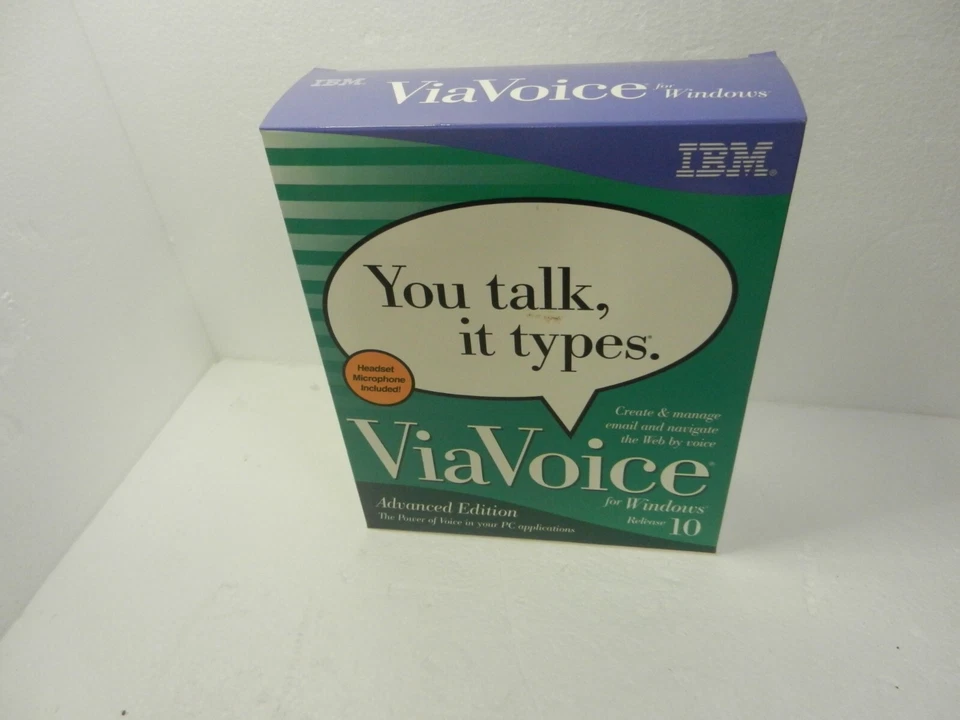 IBM ViaVoice® for Windows
IBM®
You talk,
it types.®
Headset
Microphone
Included!
Create & manage
email and navigate
the Web by voice
ViaVoice®
for Windows
Advanced Edition
Release 10
The Power of Voice in your PC applications